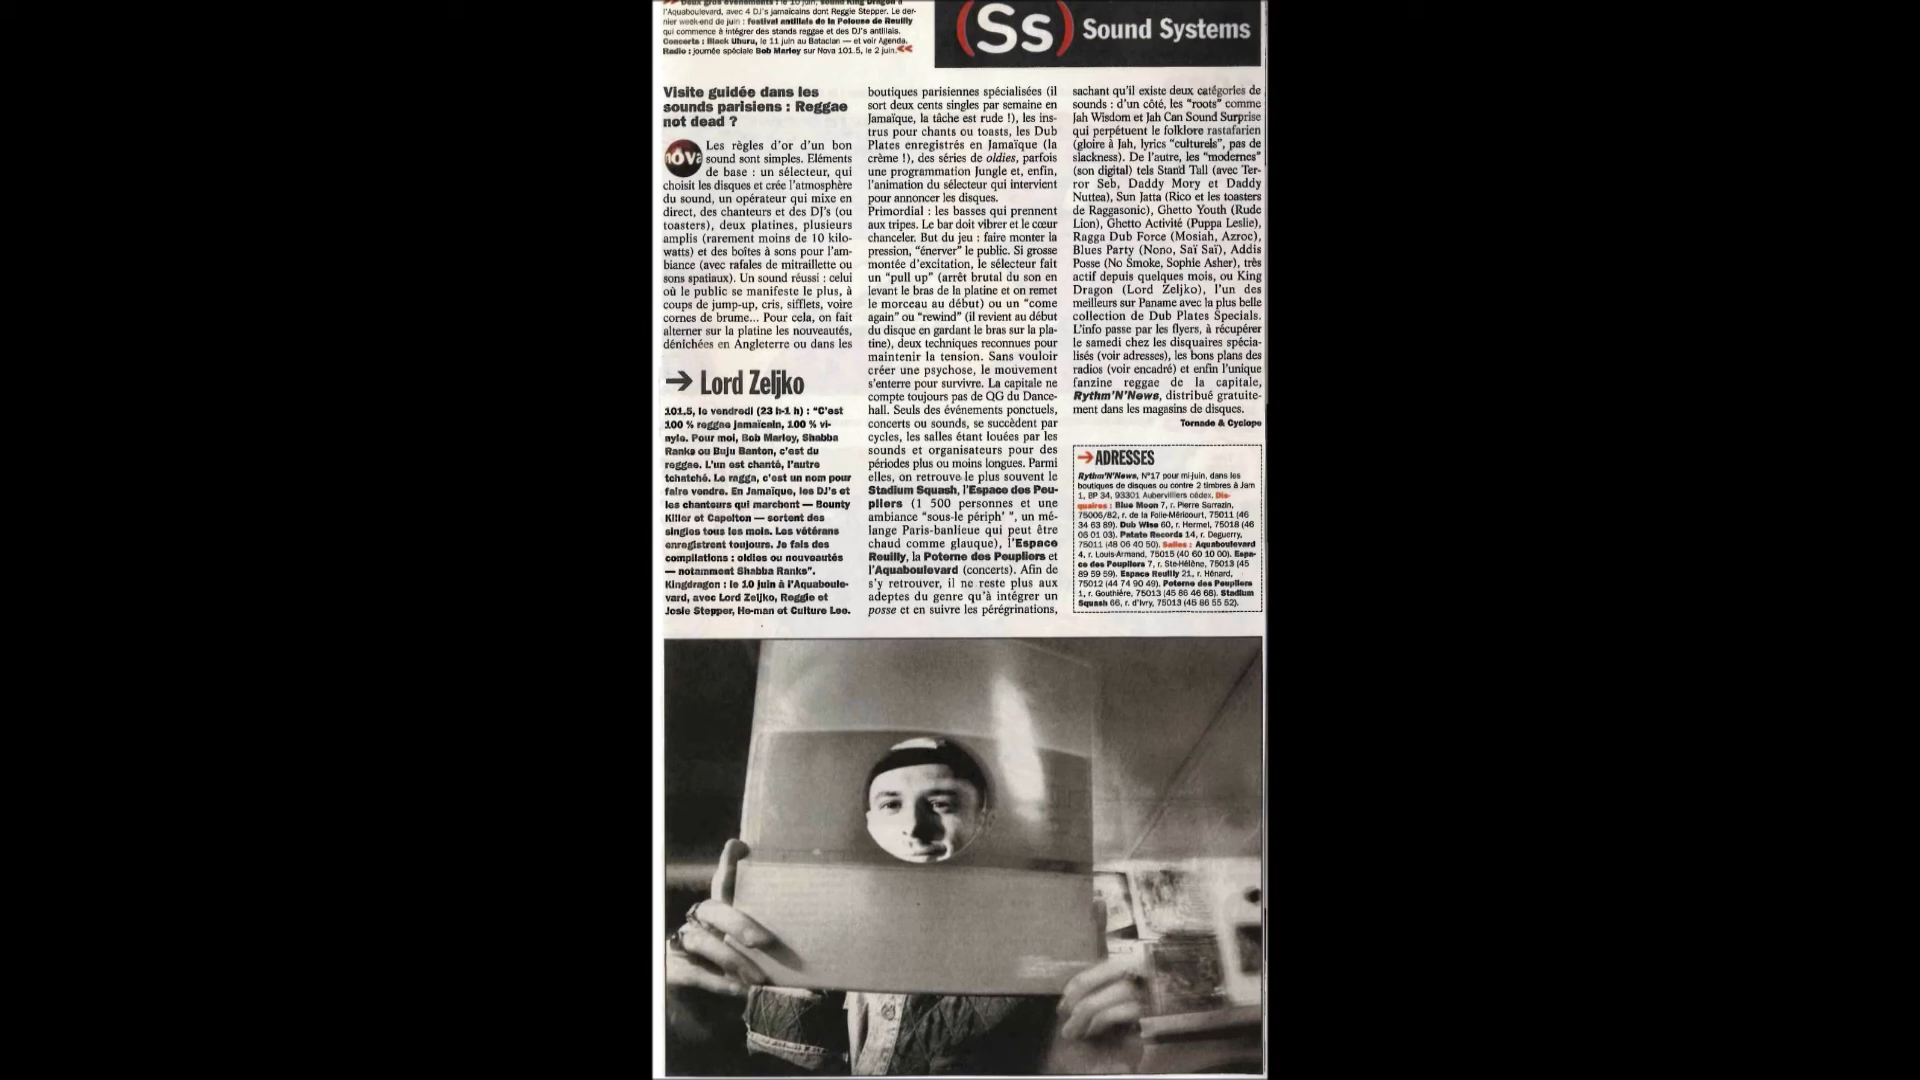 l'Aquaboulevard, avec 4 DJ's jamaïcains dont Reggie Stepper. Le der-
nier week-end de juin : festival antillais de la Pelouse de Reuilly
qui commence à intégrer des stands reggae et des DJ's antillais.
Concerts : Black Uhuru, le 11 juin au Bataclan — et voir Agenda.
Radio : journée spéciale Bob Marley sur Nova 101.5, le 2 juin.
(Ss) Sound Systems
Visite guidée dans les
sounds parisiens : Reggae
not dead ?
nova
Les règles d'or d'un bon
sound sont simples. Eléments
de base : un sélecteur, qui
choisit les disques et crée l'atmosphère
du sound, un opérateur qui mixe en
direct, des chanteurs et des DJ's (ou
toasters), deux platines, plusieurs
amplis (rarement moins de 10 kilo-
watts) et des boîtes à sons pour l'am-
biance (avec rafales de mitraillette ou
sons spatiaux). Un sound réussi : celui
où le public se manifeste le plus, à
coups de jump-up, cris, sifflets, voire
cornes de brume... Pour cela, on fait
alterner sur la platine les nouveautés,
dénichées en Angleterre ou dans les
→ Lord Zeljko
101.5, le vendredi (23 h-1 h) : "C'est
100 % reggae jamaïcain, 100 % vi-
nyle. Pour moi, Bob Marley, Shabba
Ranks ou Buju Banton, c'est du
reggae. L'un est chanté, l'autre
tchatché. Le ragga, c'est un nom pour
faire vendre. En Jamaïque, les DJ's et
les chanteurs qui marchent — Bounty
Killer et Capelton — sortent des
singles tous les mois. Les vétérans
enregistrent toujours. Je fais des
compilations : oldies ou nouveautés
— notamment Shabba Ranks".
Kingdragon : le 10 juin à l'Aquaboule-
vard, avec Lord Zeljko, Reggie et
Josie Stepper, He-man et Culture Lee.
boutiques parisiennes spécialisées (il
sort deux cents singles par semaine en
Jamaïque, la tâche est rude !), les ins-
trus pour chants ou toasts, les Dub
Plates enregistrés en Jamaïque (la
crème !), des séries de oldies, parfois
une programmation Jungle et, enfin,
l'animation du sélecteur qui intervient
pour annoncer les disques.
Primordial : les basses qui prennent
aux tripes. Le bar doit vibrer et le cœur
chanceler. But du jeu : faire monter la
pression, "énerver" le public. Si grosse
montée d'excitation, le sélecteur fait
un "pull up" (arrêt brutal du son en
levant le bras de la platine et on remet
le morceau au début) ou un "come
again" ou "rewind" (il revient au début
du disque en gardant le bras sur la pla-
tine), deux techniques reconnues pour
maintenir la tension. Sans vouloir
créer une psychose, le mouvement
s'enterre pour survivre. La capitale ne
compte toujours pas de QG du Dance-
hall. Seuls des événements ponctuels,
concerts ou sounds, se succèdent par
cycles, les salles étant louées par les
sounds et organisateurs pour des
périodes plus ou moins longues. Parmi
elles, on retrouve le plus souvent le
Stadium Squash, l'Espace des Peu-
pliers (1 500 personnes et une
ambiance "sous-le périph' ", un mé-
lange Paris-banlieue qui peut être
chaud comme glauque), l'Espace
Reuilly, la Poterne des Peupliers et
l'Aquaboulevard (concerts). Afin de
s'y retrouver, il ne reste plus aux
adeptes du genre qu'à intégrer un
posse et en suivre les pérégrinations,
sachant qu'il existe deux catégories de
sounds : d'un côté, les "roots" comme
Jah Wisdom et Jah Can Sound Surprise
qui perpétuent le folklore rastafarien
(gloire à Jah, lyrics "culturels", pas de
slackness). De l'autre, les "modernes"
(son digital) tels Stand Tall (avec Ter-
ror Seb, Daddy Mory et Daddy
Nuttea), Sun Jatta (Rico et les toasters
de Raggasonic), Ghetto Youth (Rude
Lion), Ghetto Activité (Puppa Leslie),
Ragga Dub Force (Mosiah, Azroc),
Blues Party (Nono, Saï Saï), Addis
Posse (No Smoke, Sophie Asher), très
actif depuis quelques mois, ou King
Dragon (Lord Zeljko), l'un des
meilleurs sur Paname avec la plus belle
collection de Dub Plates Specials.
L'info passe par les flyers, à récupérer
le samedi chez les disquaires spécia-
lisés (voir adresses), les bons plans des
radios (voir encadré) et enfin l'unique
fanzine reggae de la capitale,
Rythm'N'News, distribué gratuite-
ment dans les magasins de disques.
Tornade & Cyclope
→ ADRESSES
Rythm'N'News, N°17 pour mi-juin, dans les
boutiques de disques ou contre 2 timbres à Jam
1, BP 34, 93301 Aubervilliers cédex. Dis-
quaires : Blue Moon 7, r. Pierre Sarrazin,
75006/82, r. de la Folie-Méricourt, 75011 (46
34 63 89). Dub Wise 60, r. Hermel, 75018 (46
06 01 03). Patate Records 14, r. Deguerry,
75011 (48 06 40 50). Salles : Aquaboulevard
4, r. Louis-Armand, 75015 (40 60 10 00). Espa-
ce des Peupliers 7, r. Ste-Hélène, 75013 (45
89 59 59). Espace Reuilly 21, r. Hénard,
75012 (44 74 90 49). Poterne des Peupliers
1, r. Gouthière, 75013 (45 86 46 68). Stadium
Squash 66, r. d'Ivry, 75013 (45 86 55 52).